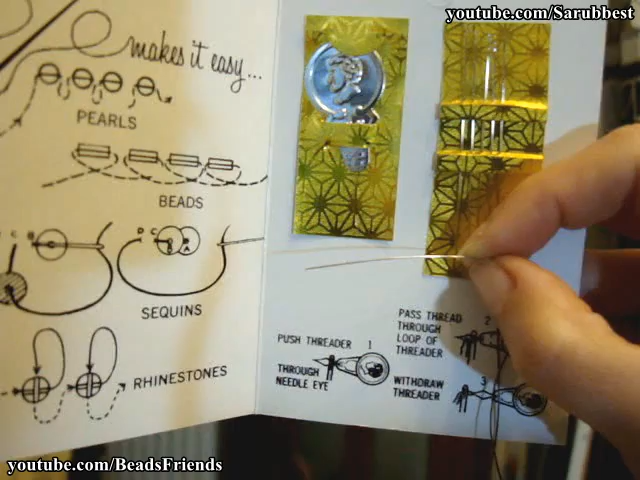 youtube.com/Sarubbest
makes it easy...
PEARLS
BEADS
D C B
D C
B
A
SEQUINS
RHINESTONES
PUSH THREADER 1
THROUGH
NEEDLE EYE
PASS THREAD
THROUGH 2
LOOP OF
THREADER
WITHDRAW 3
THREADER
youtube.com/BeadsFriends